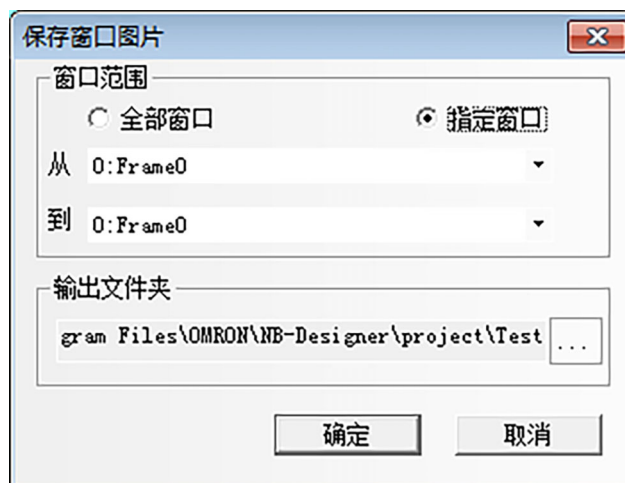 保存窗口图片
窗口范围
全部窗口 指定窗口
从 0:Frame0
到 0:Frame0
输出文件夹
gram Files\OMRON\NB-Designer\project\Test ...
确定 取消